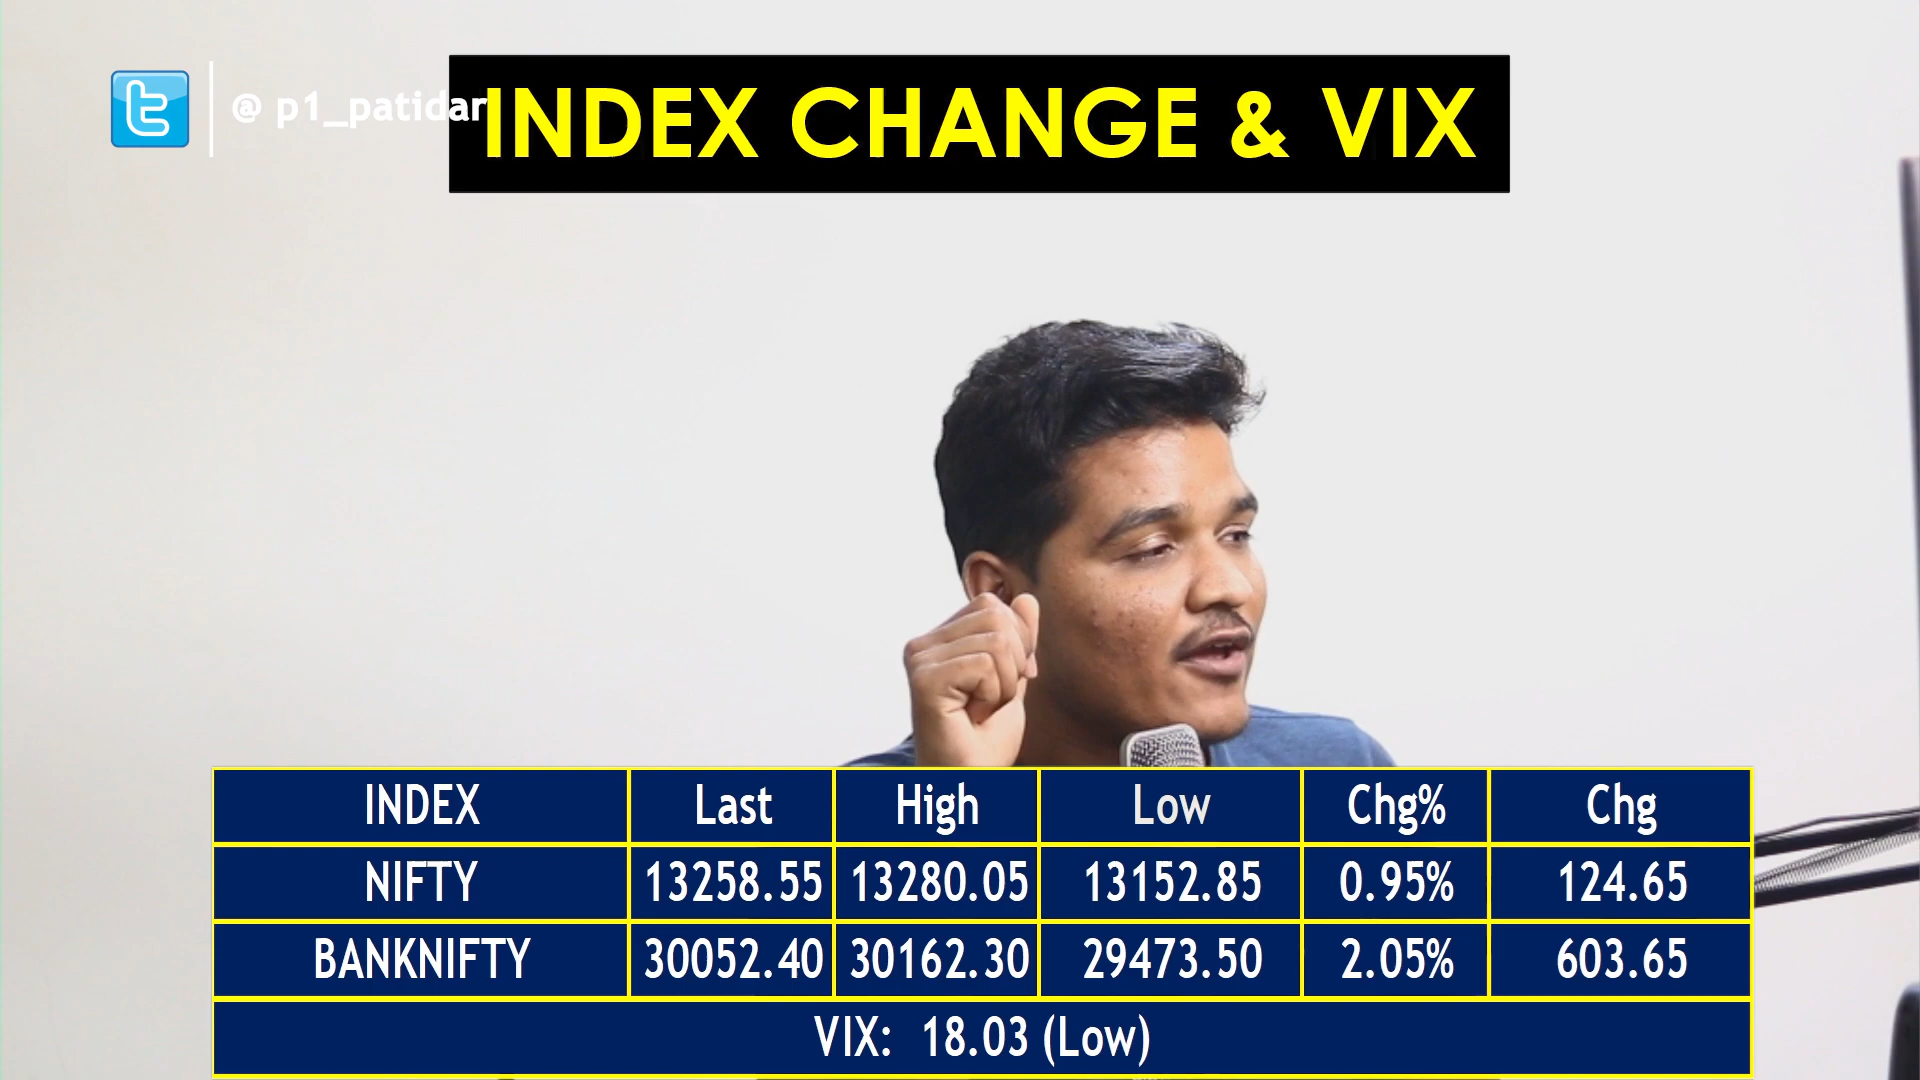 @ p1_patidar
INDEX CHANGE & VIX
INDEX Last High Low Chg% Chg
NIFTY 13258.55 13280.05 13152.85 0.95% 124.65
BANKNIFTY 30052.40 30162.30 29473.50 2.05% 603.65
VIX: 18.03 (Low)